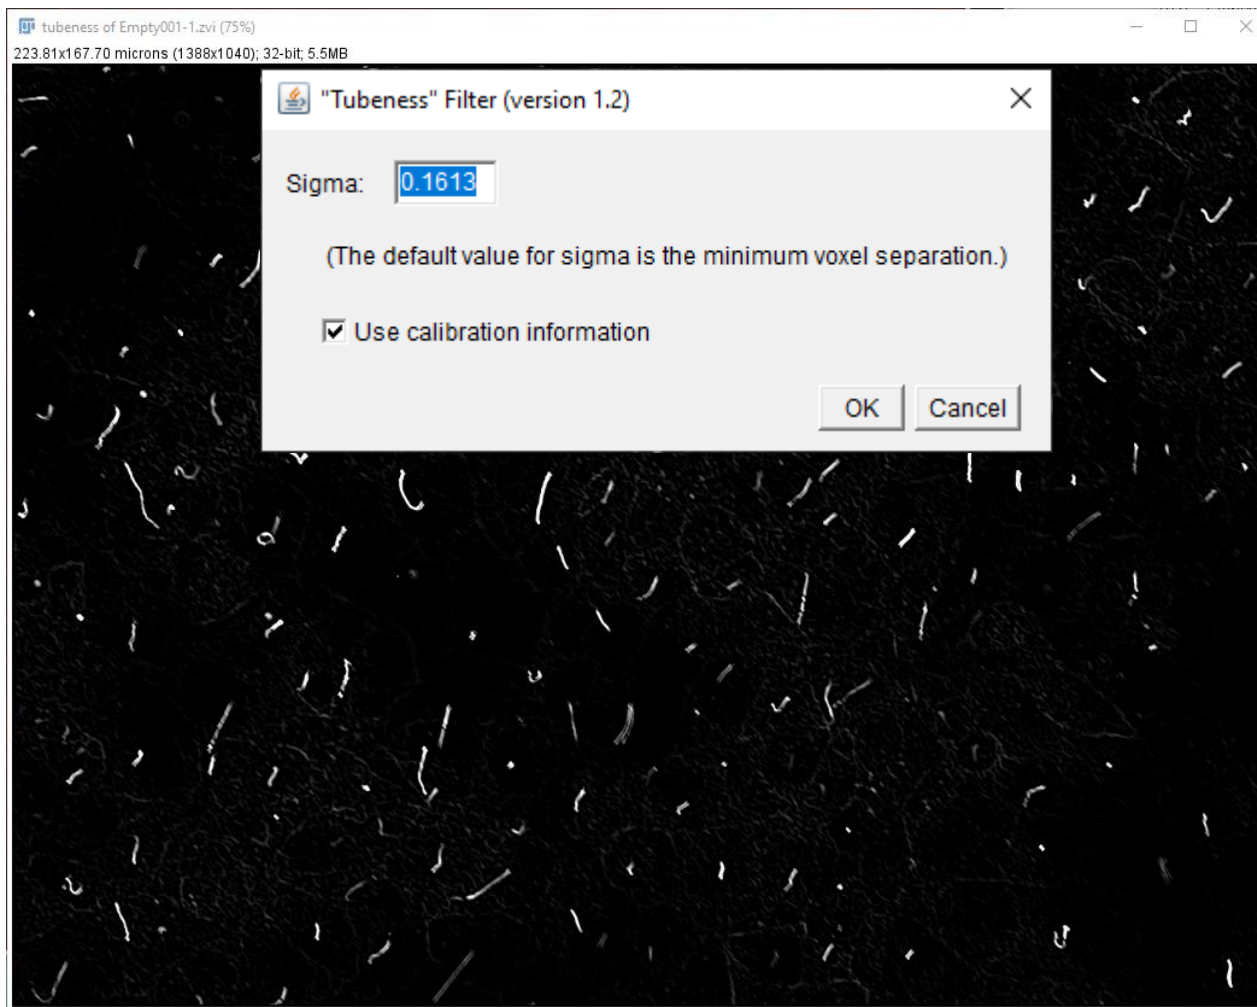 tubeness of Empty001-1.zvi (75%)
223.81x167.70 microns (1388x1040); 32-bit; 5.5MB
"Tubeness" Filter (version 1.2)
Sigma: 0.1613
(The default value for sigma is the minimum voxel separation.)
Use calibration information
OK Cancel